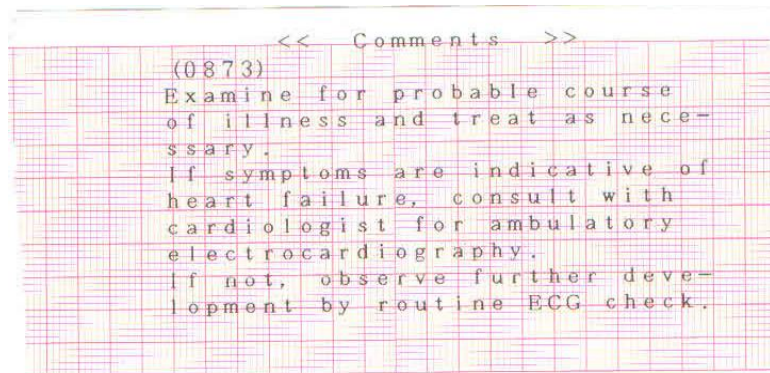 << Comments >>
(0873)
Examine for probable course
of illness and treat as nece-
ssary.
If symptoms are indicative of
heart failure, consult with
cardiologist for ambulatory
electrocardiography.
If not, observe further deve-
lopment by routine ECG check.